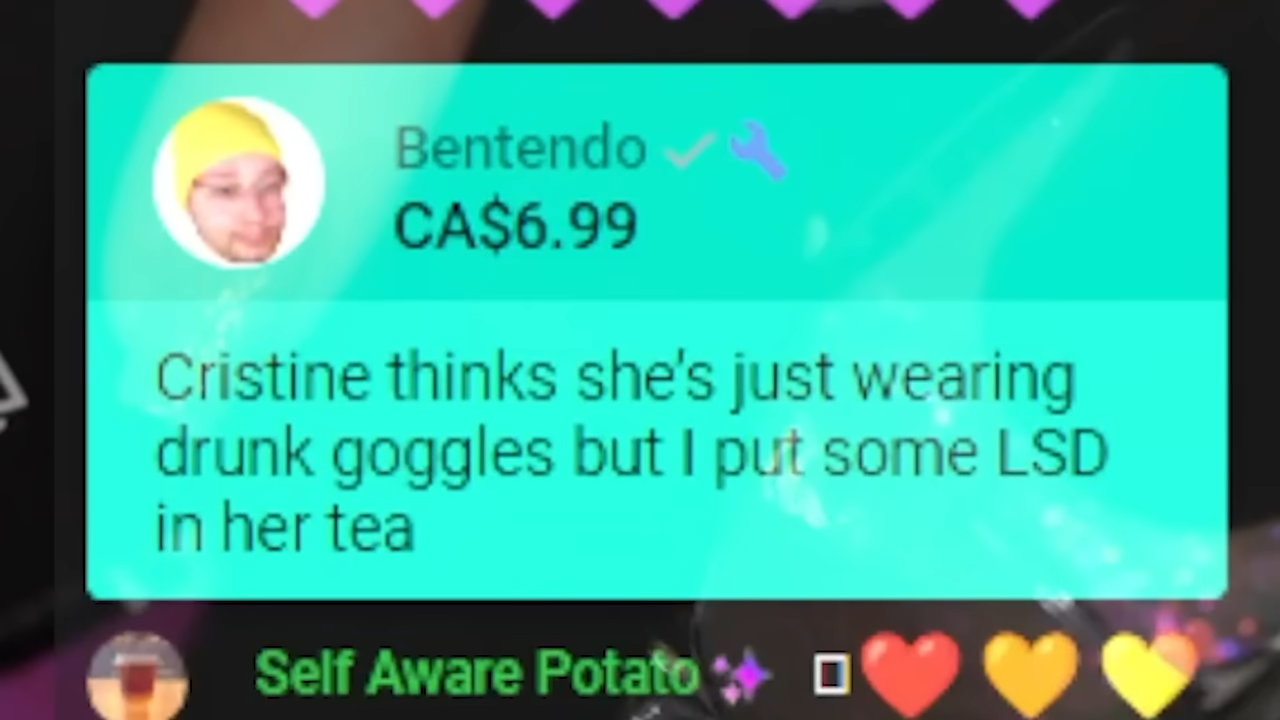 Bentendo
CA$6.99
Cristine thinks she's just wearing
drunk goggles but I put some LSD
in her tea
Self Aware Potato